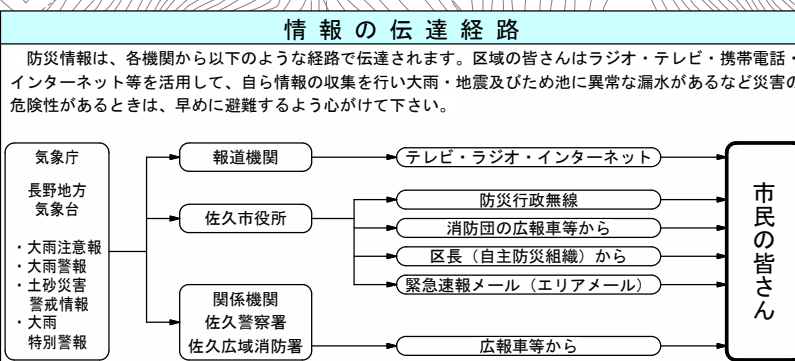 情報の伝達経路
防災情報は、各機関から以下のような経路で伝達されます。区域の皆さんはラジオ・テレビ・携帯電話・
インターネット等を活用して、自ら情報の収集を行い大雨・地震及びため池に異常な漏水があるなど災害の
危険性があるときは、早めに避難するよう心がけて下さい。
気象庁
長野地方
気象台
・大雨注意報
・大雨警報
・土砂災害
警戒情報
・大雨
特別警報
報道機関
佐久市役所
関係機関
佐久警察署
佐久広域消防署
テレビ・ラジオ・インターネット
防災行政無線
消防団の広報車等から
区長（自主防災組織）から
緊急速報メール（エリアメール）
広報車等から
市民の皆さん